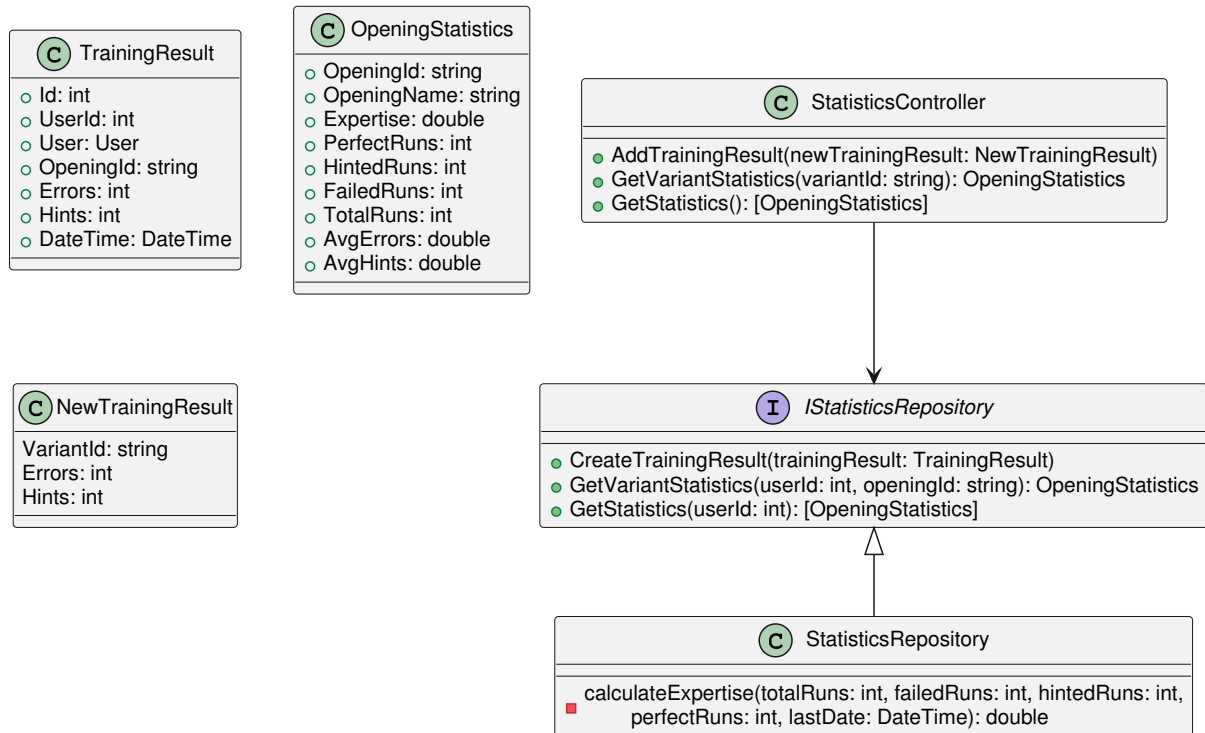 C TrainingResult
Id: int
UserId: int
User: User
OpeningId: string
Errors: int
Hints: int
DateTime: DateTime
C OpeningStatistics
OpeningId: string
OpeningName: string
Expertise: double
PerfectRuns: int
HintedRuns: int
FailedRuns: int
TotalRuns: int
AvgErrors: double
AvgHints: double
C StatisticsController
AddTrainingResult(newTrainingResult: NewTrainingResult)
GetVariantStatistics(variantId: string): OpeningStatistics
GetStatistics(): [OpeningStatistics]
C NewTrainingResult
VariantId: string
Errors: int
Hints: int
I IStatisticsRepository
CreateTrainingResult(trainingResult: TrainingResult)
GetVariantStatistics(userId: int, openingId: string): OpeningStatistics
GetStatistics(userId: int): [OpeningStatistics]
C StatisticsRepository
calculateExpertise(totalRuns: int, failedRuns: int, hintedRuns: int,
perfectRuns: int, lastDate: DateTime): double